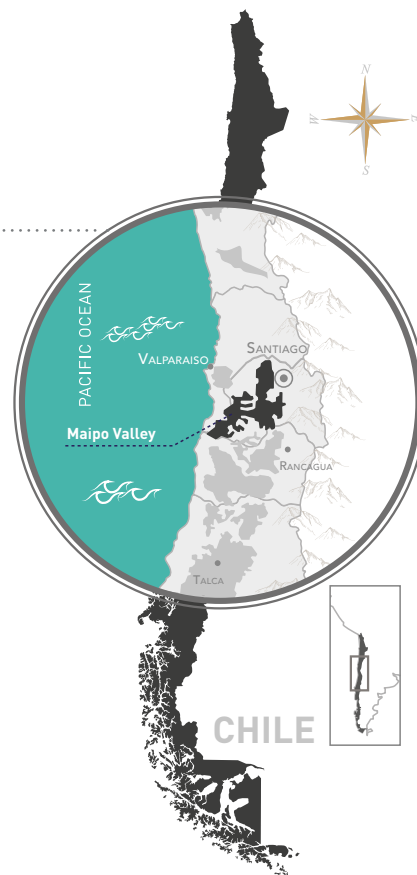 N
W
E
S
PACIFIC OCEAN
VALPARAISO
SANTIAGO
Maipo Valley
RANCAGUA
TALCA
CHILE